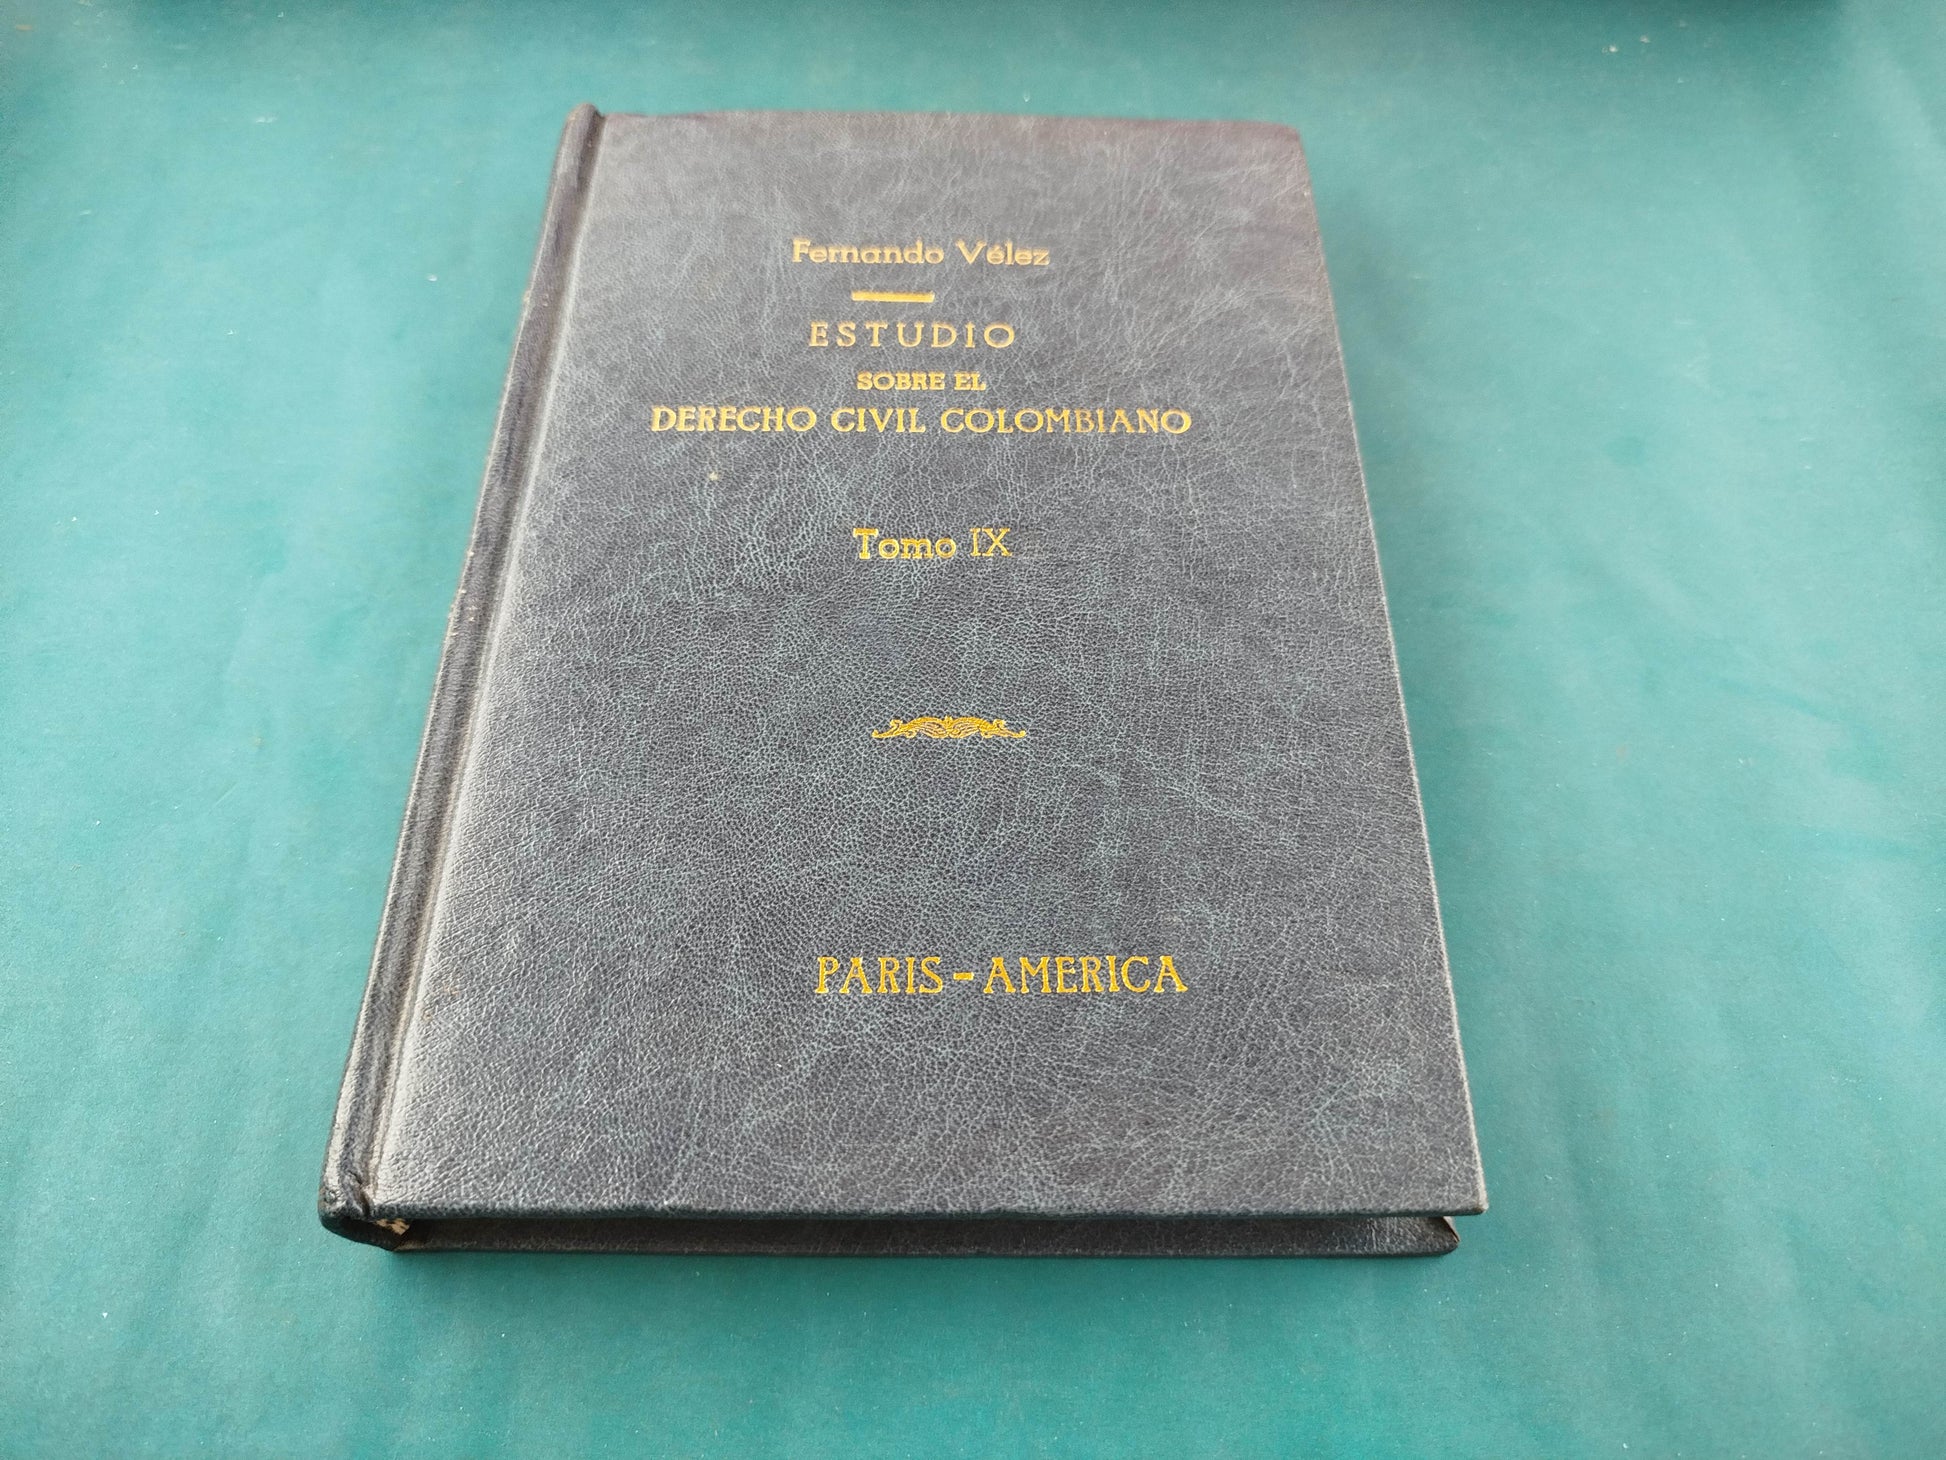 Fernando Vélez
ESTUDIO
SOBRE EL
DERECHO CIVIL COLOMBIANO
Tomo IX
PARIS-AMERICA